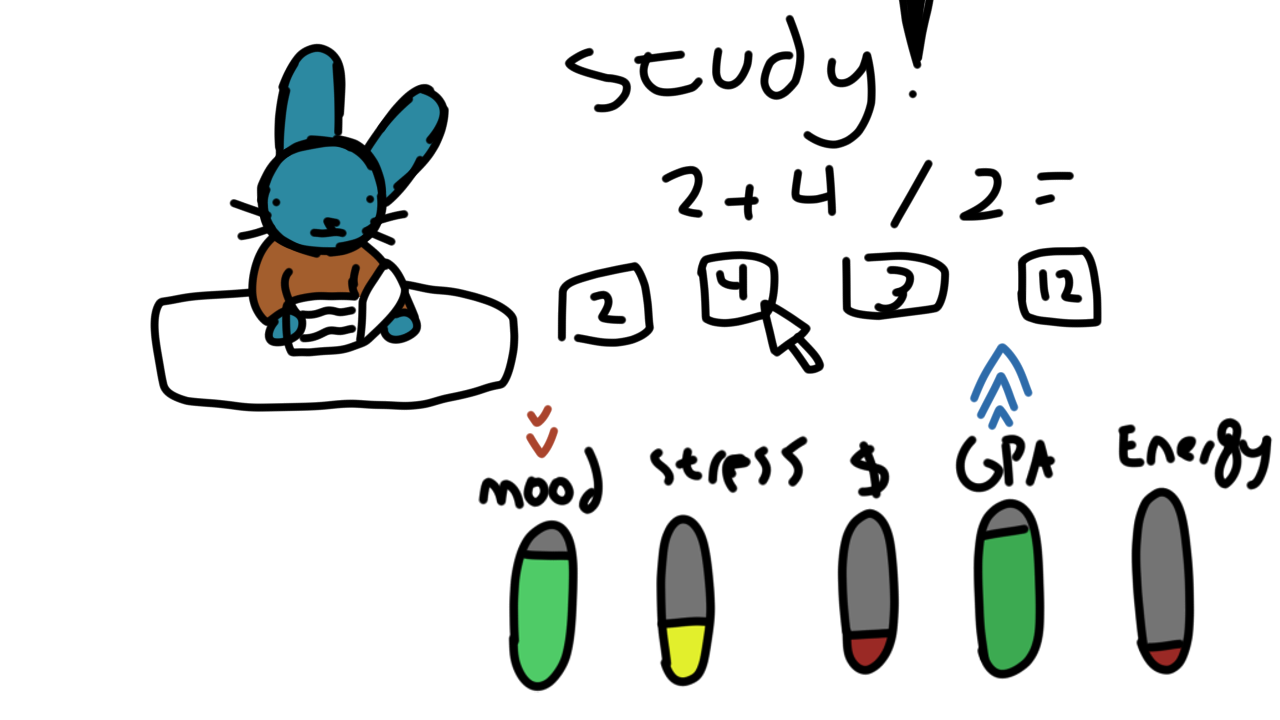 study!
2 + 4 / 2 =
2 4 3 12
mood stress $ GPA Energy